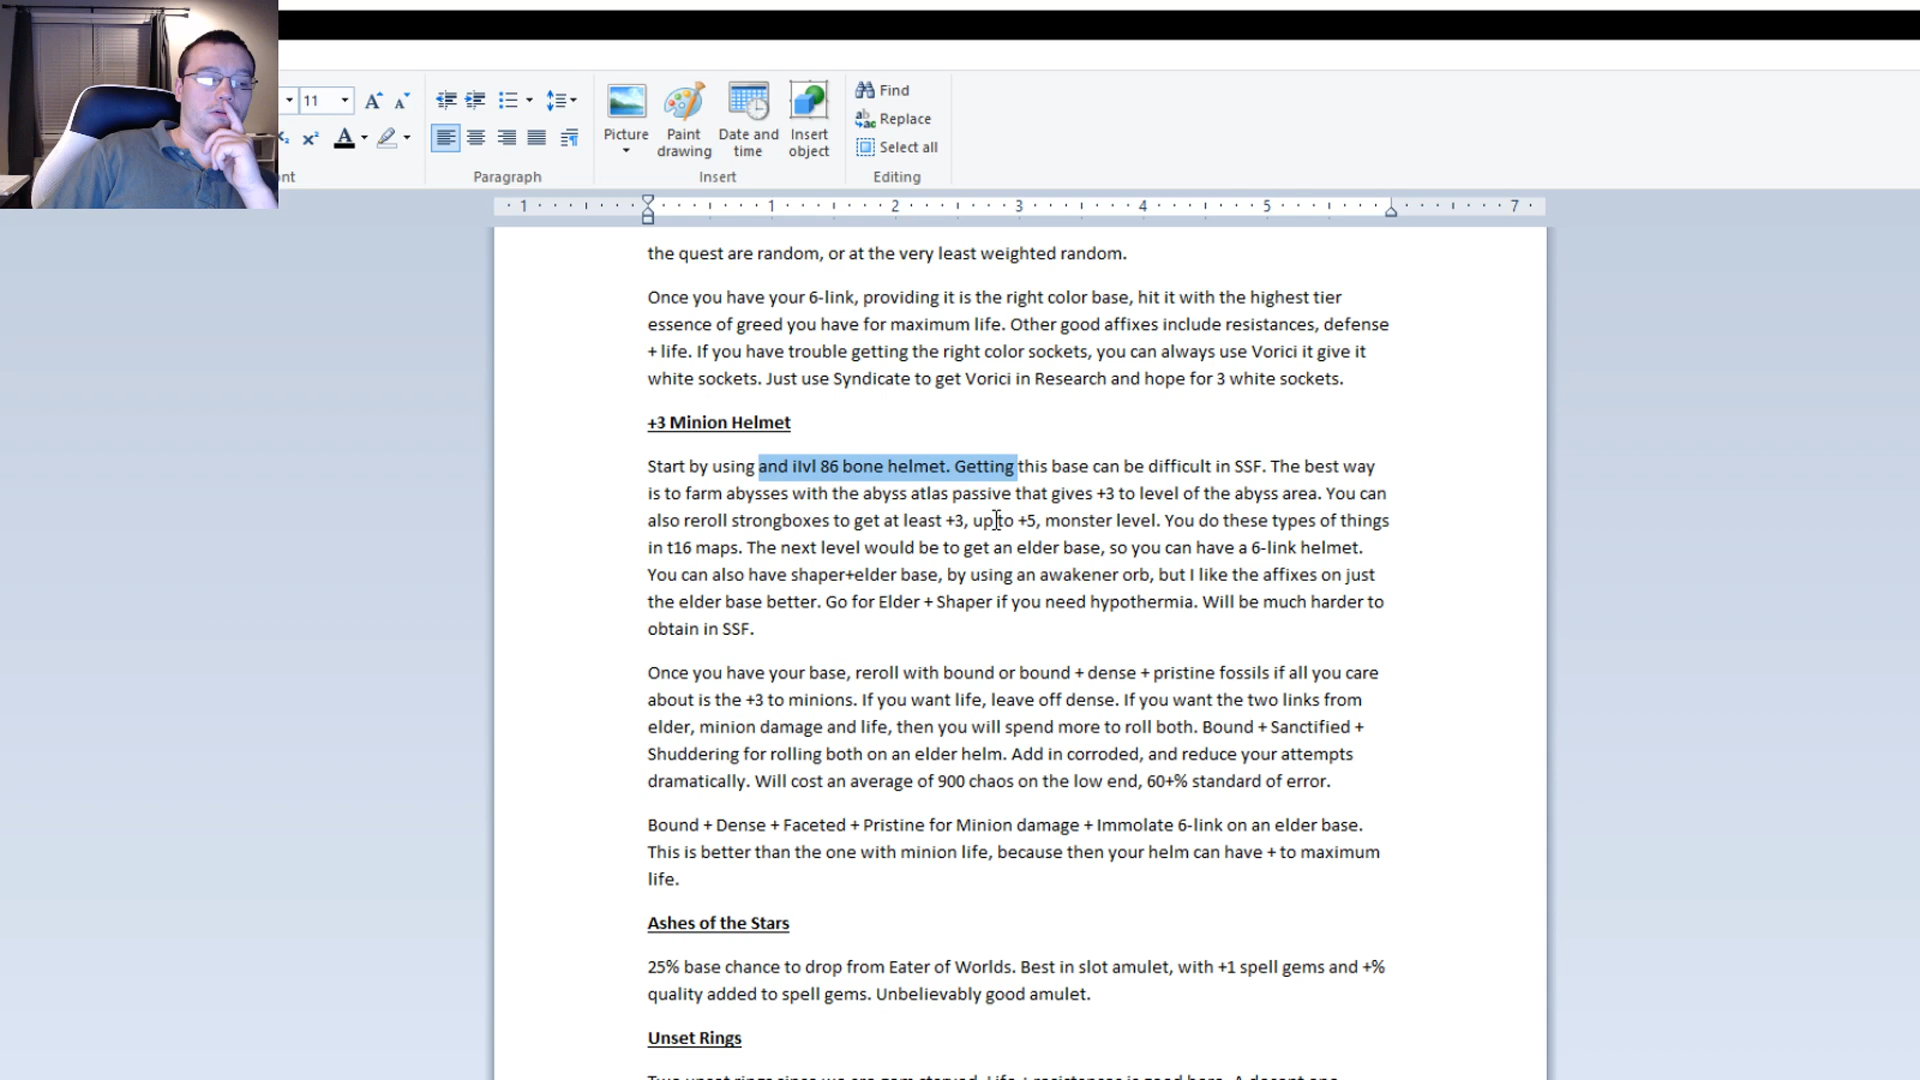 11
A
A
x²
A
Picture
Paint
drawing
Date and
time
Insert
object
Find
Replace
Select all
Paragraph
Insert
Editing
1 1 2 3 4 5 7
the quest are random, or at the very least weighted random.
Once you have your 6-link, providing it is the right color base, hit it with the highest tier
essence of greed you have for maximum life. Other good affixes include resistances, defense
+ life. If you have trouble getting the right color sockets, you can always use Vorici it give it
white sockets. Just use Syndicate to get Vorici in Research and hope for 3 white sockets.
+3 Minion Helmet
Start by using and ilvl 86 bone helmet. Getting this base can be difficult in SSF. The best way
is to farm abysses with the abyss atlas passive that gives +3 to level of the abyss area. You can
also reroll strongboxes to get at least +3, up to +5, monster level. You do these types of things
in t16 maps. The next level would be to get an elder base, so you can have a 6-link helmet.
You can also have shaper+elder base, by using an awakener orb, but I like the affixes on just
the elder base better. Go for Elder + Shaper if you need hypothermia. Will be much harder to
obtain in SSF.
Once you have your base, reroll with bound or bound + dense + pristine fossils if all you care
about is the +3 to minions. If you want life, leave off dense. If you want the two links from
elder, minion damage and life, then you will spend more to roll both. Bound + Sanctified +
Shuddering for rolling both on an elder helm. Add in corroded, and reduce your attempts
dramatically. Will cost an average of 900 chaos on the low end, 60+% standard of error.
Bound + Dense + Faceted + Pristine for Minion damage + Immolate 6-link on an elder base.
This is better than the one with minion life, because then your helm can have + to maximum
life.
Ashes of the Stars
25% base chance to drop from Eater of Worlds. Best in slot amulet, with +1 spell gems and +%
quality added to spell gems. Unbelievably good amulet.
Unset Rings